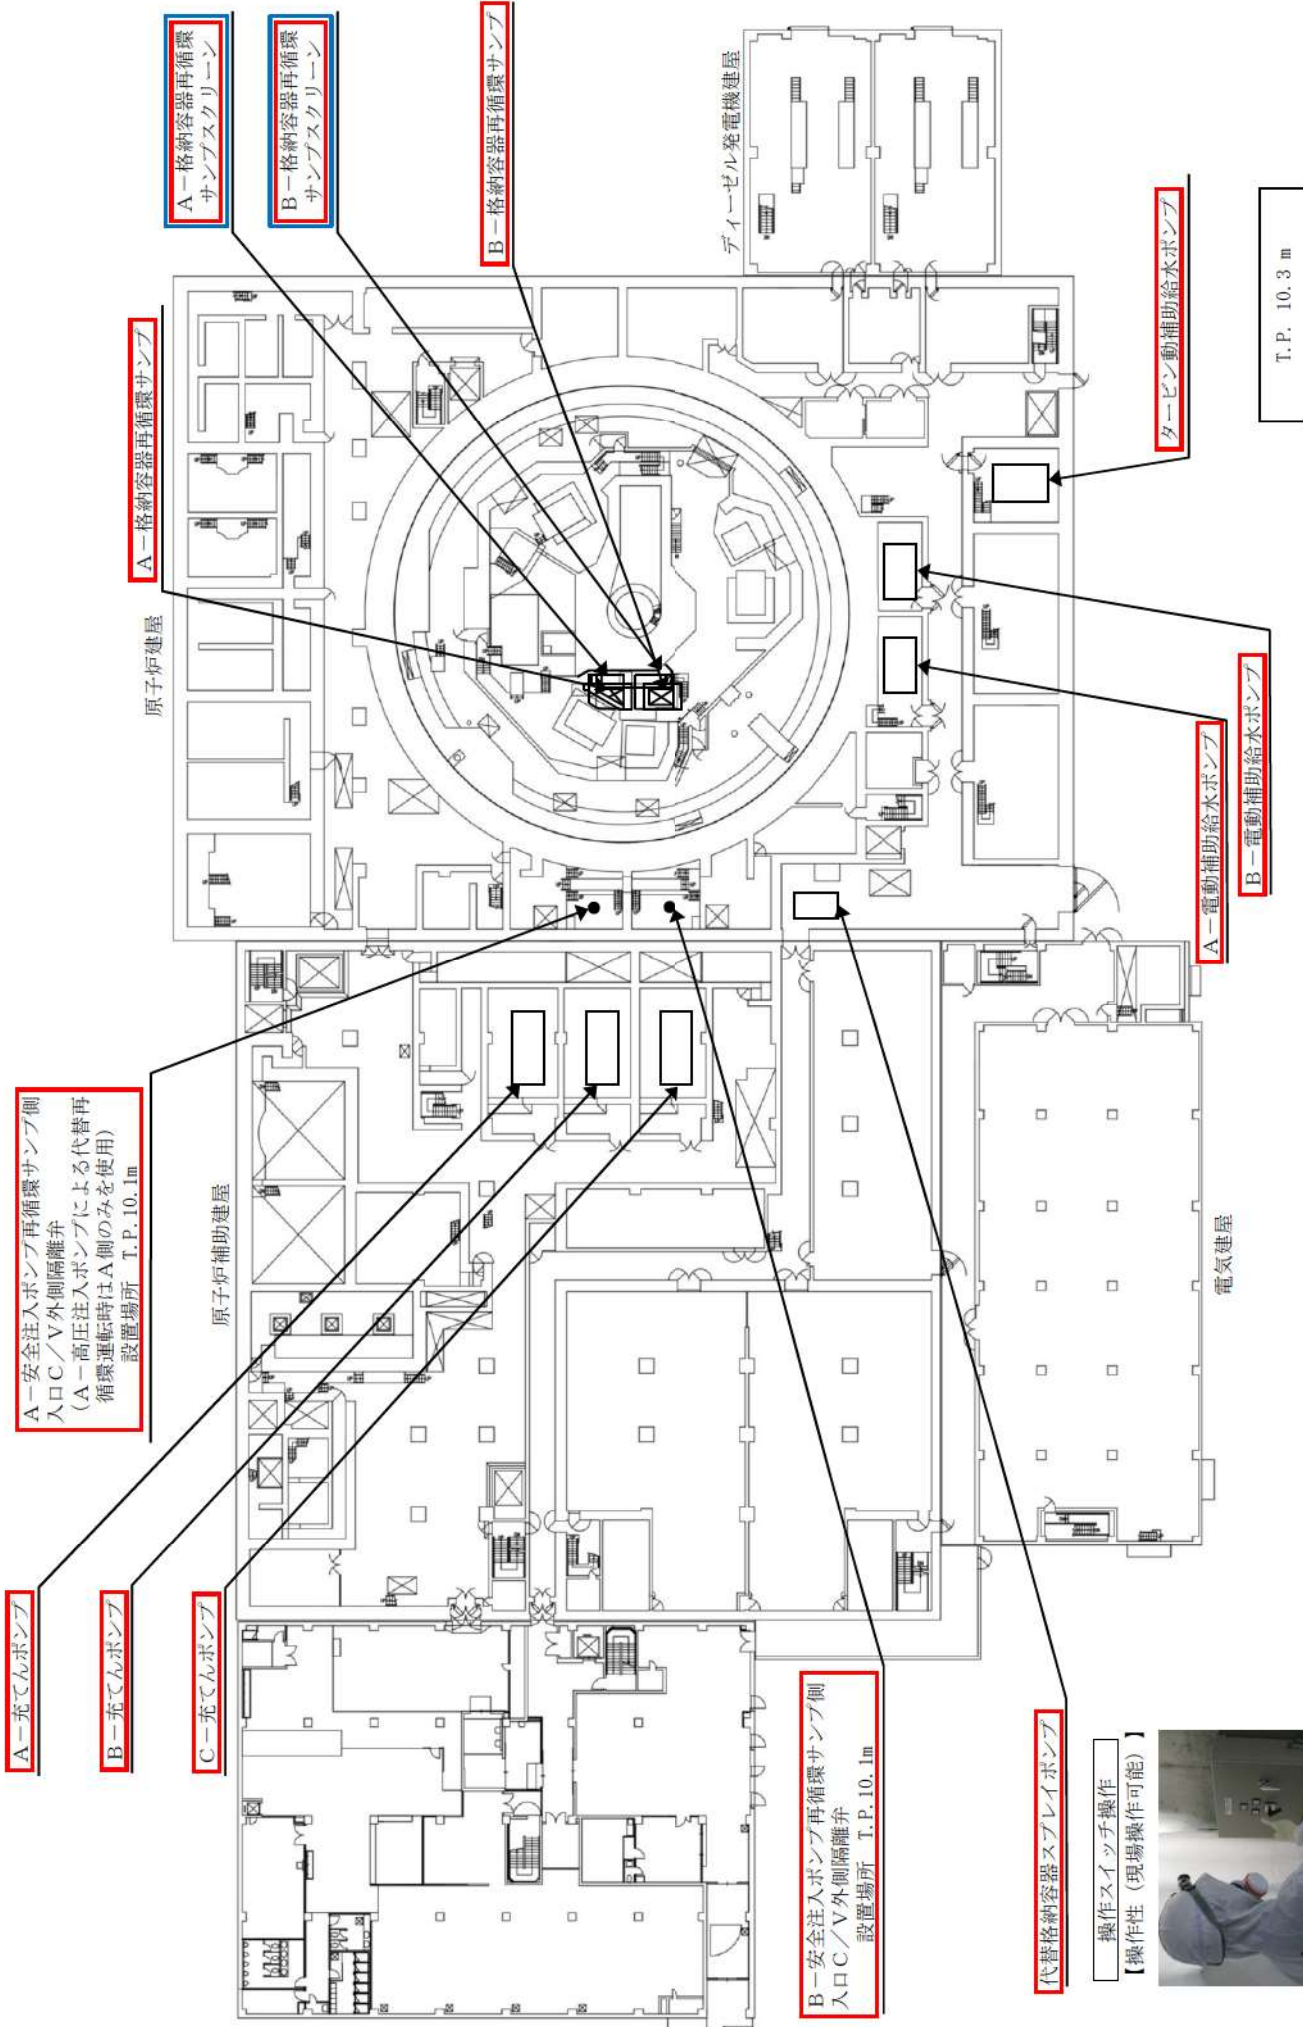 A－格納容器再循環
サンプスクリーン
B－格納容器再循環
サンプスクリーン
B－格納容器再循環サンプ
A－格納容器再循環サンプ
ディーゼル発電機建屋
原子炉建屋
タービン動補助給水ポンプ
T.P. 10.3 m
A－電動補助給水ポンプ
B－電動補助給水ポンプ
A－安全注入ポンプ再循環サンプ側
入口C／V外側隔離弁
（A－高圧注入ポンプによる代替再
循環運転時はA側のみを使用）
設置場所　T.P.10.1m
原子炉補助建屋
電気建屋
A－充てんポンプ
B－充てんポンプ
C－充てんポンプ
B－安全注入ポンプ再循環サンプ側
入口C／V外側隔離弁
設置場所　T.P.10.1m
代替格納容器スプレイポンプ
操作スイッチ操作
【操作性（現場操作可能）】